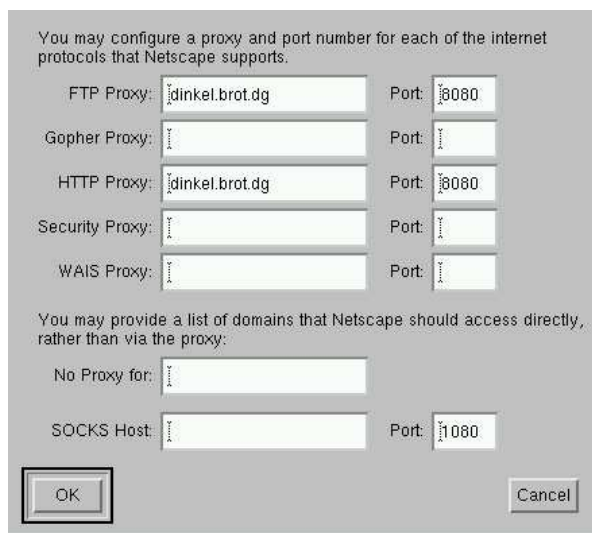 You may configure a proxy and port number for each of the internet
protocols that Netscape supports.
FTP Proxy: dinkel.brot.dg Port: 8080
Gopher Proxy: Port:
HTTP Proxy: dinkel.brot.dg Port: 8080
Security Proxy: Port:
WAIS Proxy: Port:
You may provide a list of domains that Netscape should access directly,
rather than via the proxy:
No Proxy for:
SOCKS Host: Port: 1080
OK Cancel